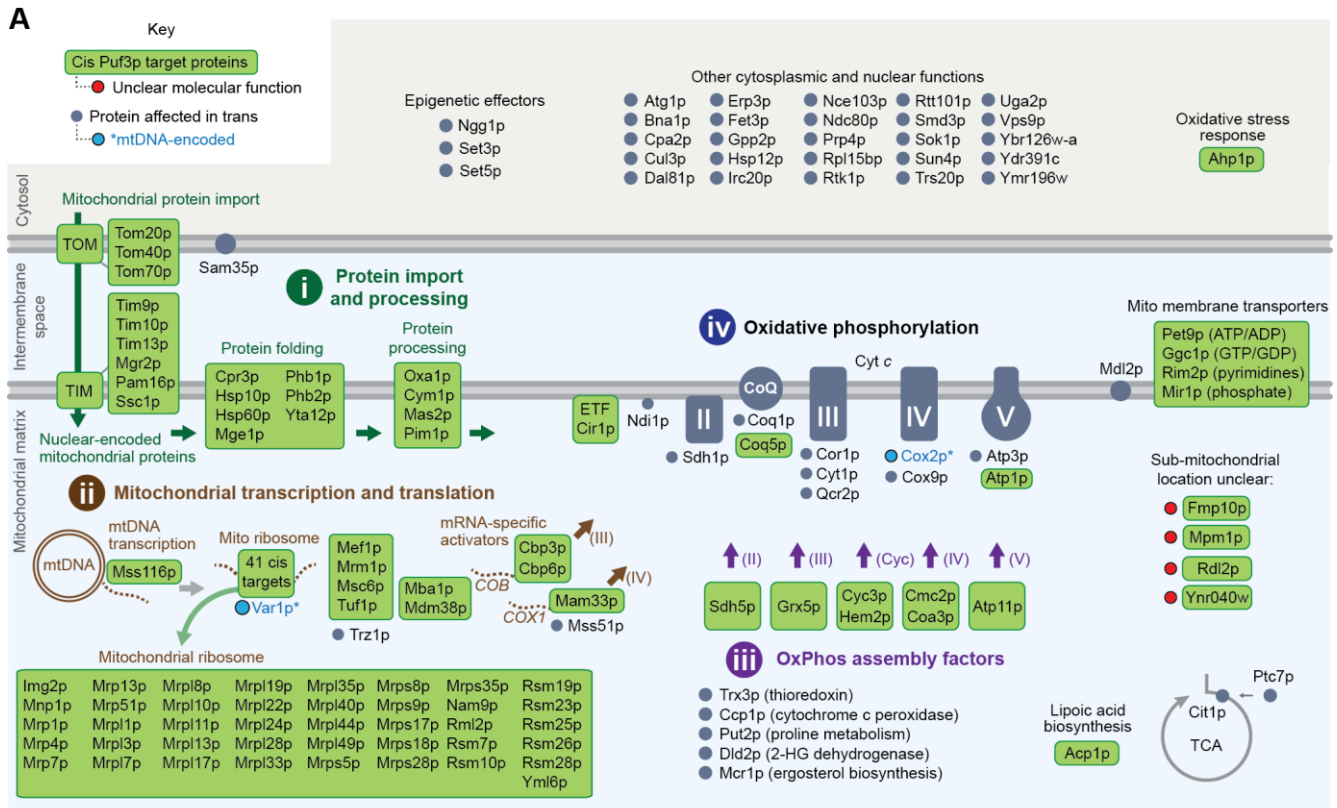 A
Key
Cis Puf3p target proteins
Unclear molecular function
Protein affected in trans
*mtDNA-encoded
Epigenetic effectors
Ngg1p
Set3p
Set5p
Other cytosplasmic and nuclear functions
Atg1p Erp3p Nce103p Rtt101p Uga2p
Bna1p Fet3p Ndc80p Smd3p Vps9p
Cpa2p Gpp2p Prp4p Sok1p Ybr126w-a
Cul3p Hsp12p Rpl15bp Sun4p Ydr391c
Dal81p Irc20p Rtk1p Trs20p Ymr196w
Oxidative stress
response
Ahp1p
Cytosol
Intermembrane
space
Mitochondrial matrix
Mitochondrial protein import
TOM
Tom20p
Tom40p
Tom70p
Sam35p
Tim9p
Tim10p
Tim13p
Mgr2p
Pam16p
Ssc1p
TIM
Nuclear-encoded
mitochondrial proteins
i Protein import
and processing
Protein folding
Cpr3p Phb1p
Hsp10p Phb2p
Hsp60p Yta12p
Mge1p
Protein
processing
Oxa1p
Cym1p
Mas2p
Pim1p
iv Oxidative phosphorylation
ETF
Cir1p
Ndi1p
II
Sdh1p
CoQ
Coq1p
Coq5p
Cyt c
III
Cor1p
Cyt1p
Qcr2p
IV
Cox2p*
Cox9p
V
Atp3p
Atp1p
Mdl2p
Mito membrane transporters
Pet9p (ATP/ADP)
Ggc1p (GTP/GDP)
Rim2p (pyrimidines)
Mir1p (phosphate)
Sub-mitochondrial
location unclear:
Fmp10p
Mpm1p
Rdl2p
Ynr040w
ii Mitochondrial transcription and translation
mtDNA
mtDNA
transcription
Mss116p
Mito ribosome
41 cis
targets
Var1p*
Mef1p
Mrm1p
Msc6p
Tuf1p
Trz1p
Mba1p
Mdm38p
mRNA-specific
activators
Cbp3p
Cbp6p
(III)
COB
Mam33p
(IV)
COX1
Mss51p
Mitochondrial ribosome
Img2p Mrp13p Mrpl8p Mrpl19p Mrpl35p Mrps8p Mrps35p Rsm19p
Mnp1p Mrp51p Mrpl10p Mrpl22p Mrpl40p Mrps9p Nam9p Rsm23p
Mrp1p Mrpl1p Mrpl11p Mrpl24p Mrpl44p Mrps17p Rml2p Rsm25p
Mrp4p Mrpl3p Mrpl13p Mrpl28p Mrpl49p Mrps18p Rsm7p Rsm26p
Mrp7p Mrpl7p Mrpl17p Mrpl33p Mrps5p Mrps28p Rsm10p Rsm28p
Yml6p
(II) (III) (Cyc) (IV) (V)
Sdh5p
Grx5p
Cyc3p
Hem2p
Cmc2p
Coa3p
Atp11p
iii OxPhos assembly factors
Trx3p (thioredoxin)
Ccp1p (cytochrome c peroxidase)
Put2p (proline metabolism)
Dld2p (2-HG dehydrogenase)
Mcr1p (ergosterol biosynthesis)
Lipoic acid
biosynthesis
Acp1p
Ptc7p
Cit1p
TCA